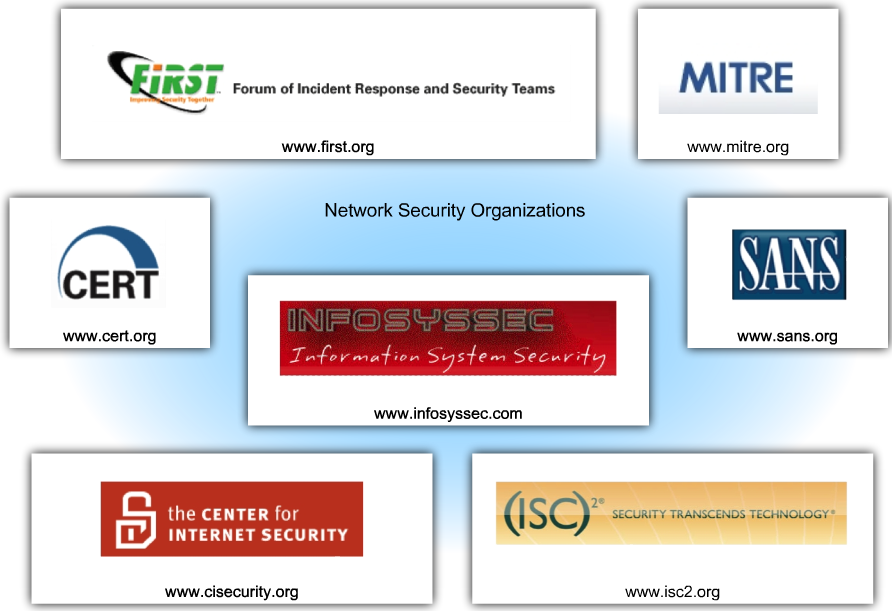 FiRST
Improving Security Together
Forum of Incident Response and Security Teams
www.first.org
MITRE
www.mitre.org
Network Security Organizations
CERT
www.cert.org
SANS
www.sans.org
INFOSYSSEC
Information System Security
www.infosyssec.com
the CENTER for
INTERNET SECURITY
www.cisecurity.org
(ISC)²® SECURITY TRANSCENDS TECHNOLOGY®
www.isc2.org